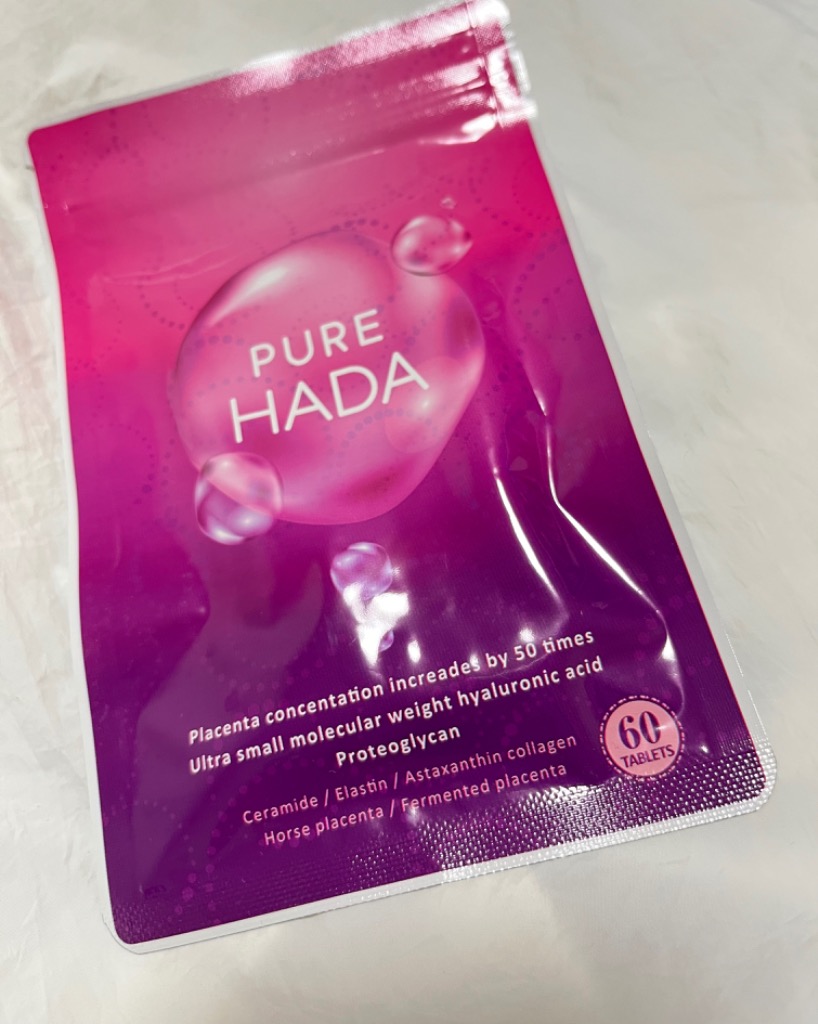 PURE
HADA
Placenta concentation increades by 50 times
Ultra small molecular weight hyaluronic acid
Proteoglycan
Ceramide / Elastin / Astaxanthin collagen
Horse placenta / Fermented placenta
60
TABLETS